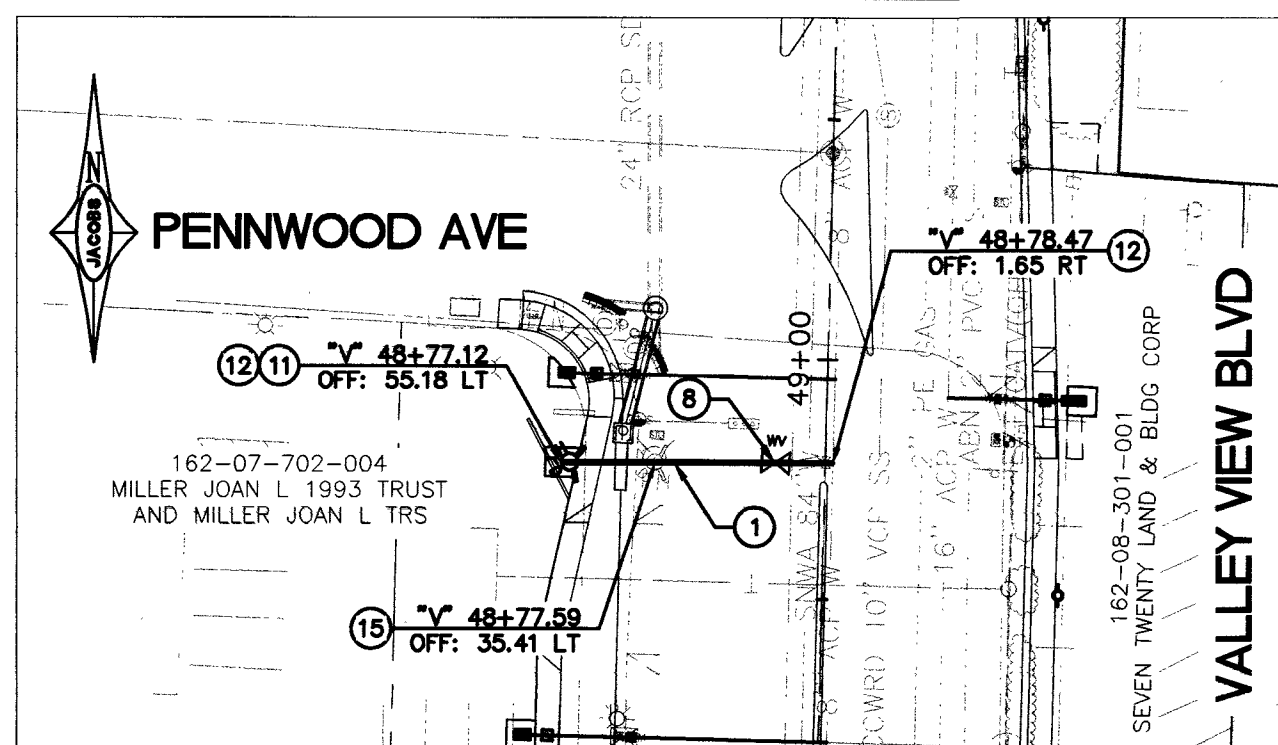 24" RCP SD
N
JACOBS
PENNWOOD AVE
"V" 48+78.47
OFF: 1.65 RT
12
"V" 48+77.12
OFF: 55.18 LT
12
11
8
49+00
WV
162-07-702-004
MILLER JOAN L 1993 TRUST
AND MILLER JOAN L TRS
1
15
"V" 48+77.59
OFF: 35.41 LT
SNWA 84" W
8" ACP W
CCWRD 10" VCP SS
16" ACP W
2" PE GAS
162-08-301-001
SEVEN TWENTY LAND & BLDG CORP
VALLEY VIEW BLVD